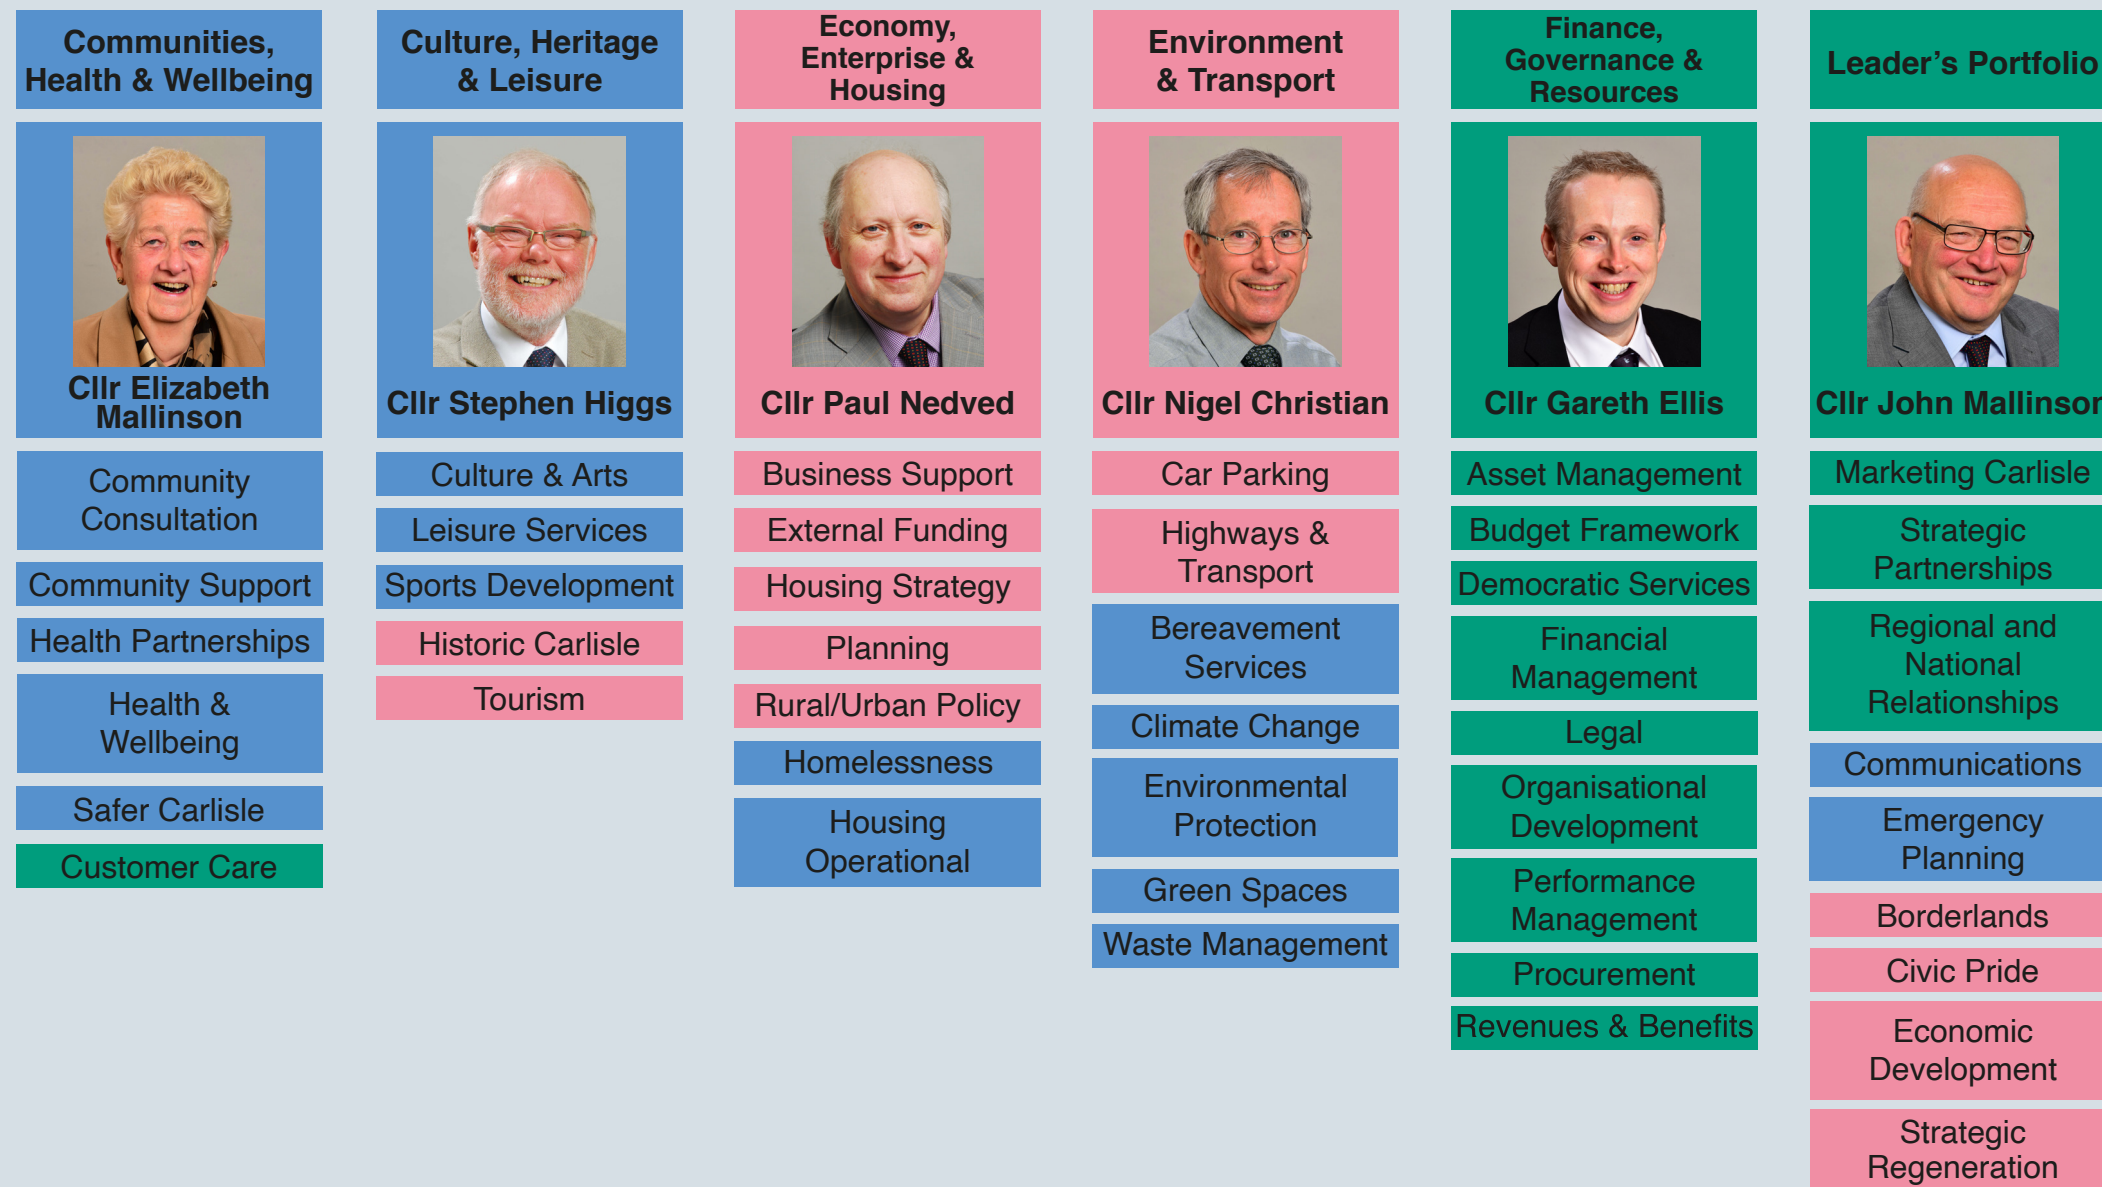 Communities,
Health & Wellbeing
Cllr Elizabeth
Mallinson
Community
Consultation
Community Support
Health Partnerships
Health &
Wellbeing
Safer Carlisle
Customer Care
Culture, Heritage
& Leisure
Cllr Stephen Higgs
Culture & Arts
Leisure Services
Sports Development
Historic Carlisle
Tourism
Economy,
Enterprise &
Housing
Cllr Paul Nedved
Business Support
External Funding
Housing Strategy
Planning
Rural/Urban Policy
Homelessness
Housing
Operational
Environment
& Transport
Cllr Nigel Christian
Car Parking
Highways &
Transport
Bereavement
Services
Climate Change
Environmental
Protection
Green Spaces
Waste Management
Finance,
Governance &
Resources
Cllr Gareth Ellis
Asset Management
Budget Framework
Democratic Services
Financial
Management
Legal
Organisational
Development
Performance
Management
Procurement
Revenues & Benefits
Leader’s Portfolio
Cllr John Mallinson
Marketing Carlisle
Strategic
Partnerships
Regional and
National
Relationships
Communications
Emergency
Planning
Borderlands
Civic Pride
Economic
Development
Strategic
Regeneration